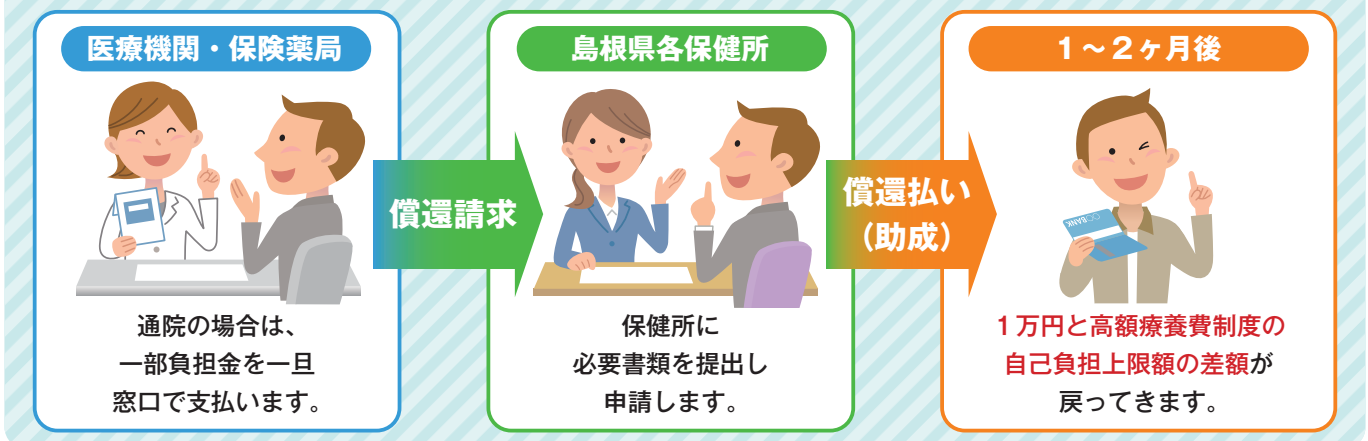 医療機関・保険薬局
通院の場合は、
一部負担金を一旦
窓口で支払います。
償還請求
島根県各保健所
保健所に
必要書類を提出し
申請します。
償還払い
（助成）
１～２ヶ月後
○○BANK
１万円と高額療養費制度の
自己負担上限額の差額が
戻ってきます。